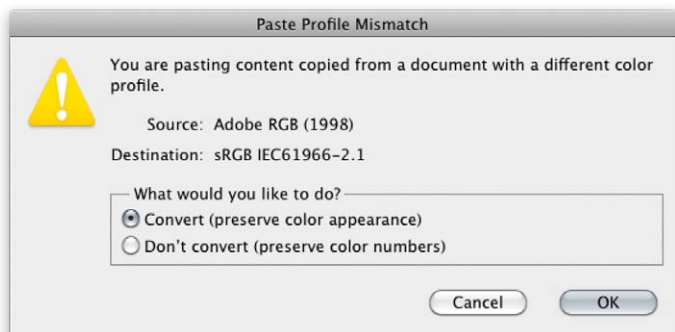 Paste Profile Mismatch
You are pasting content copied from a document with a different color
profile.
Source: Adobe RGB (1998)
Destination: sRGB IEC61966-2.1
What would you like to do?
Convert (preserve color appearance)
Don't convert (preserve color numbers)
Cancel OK